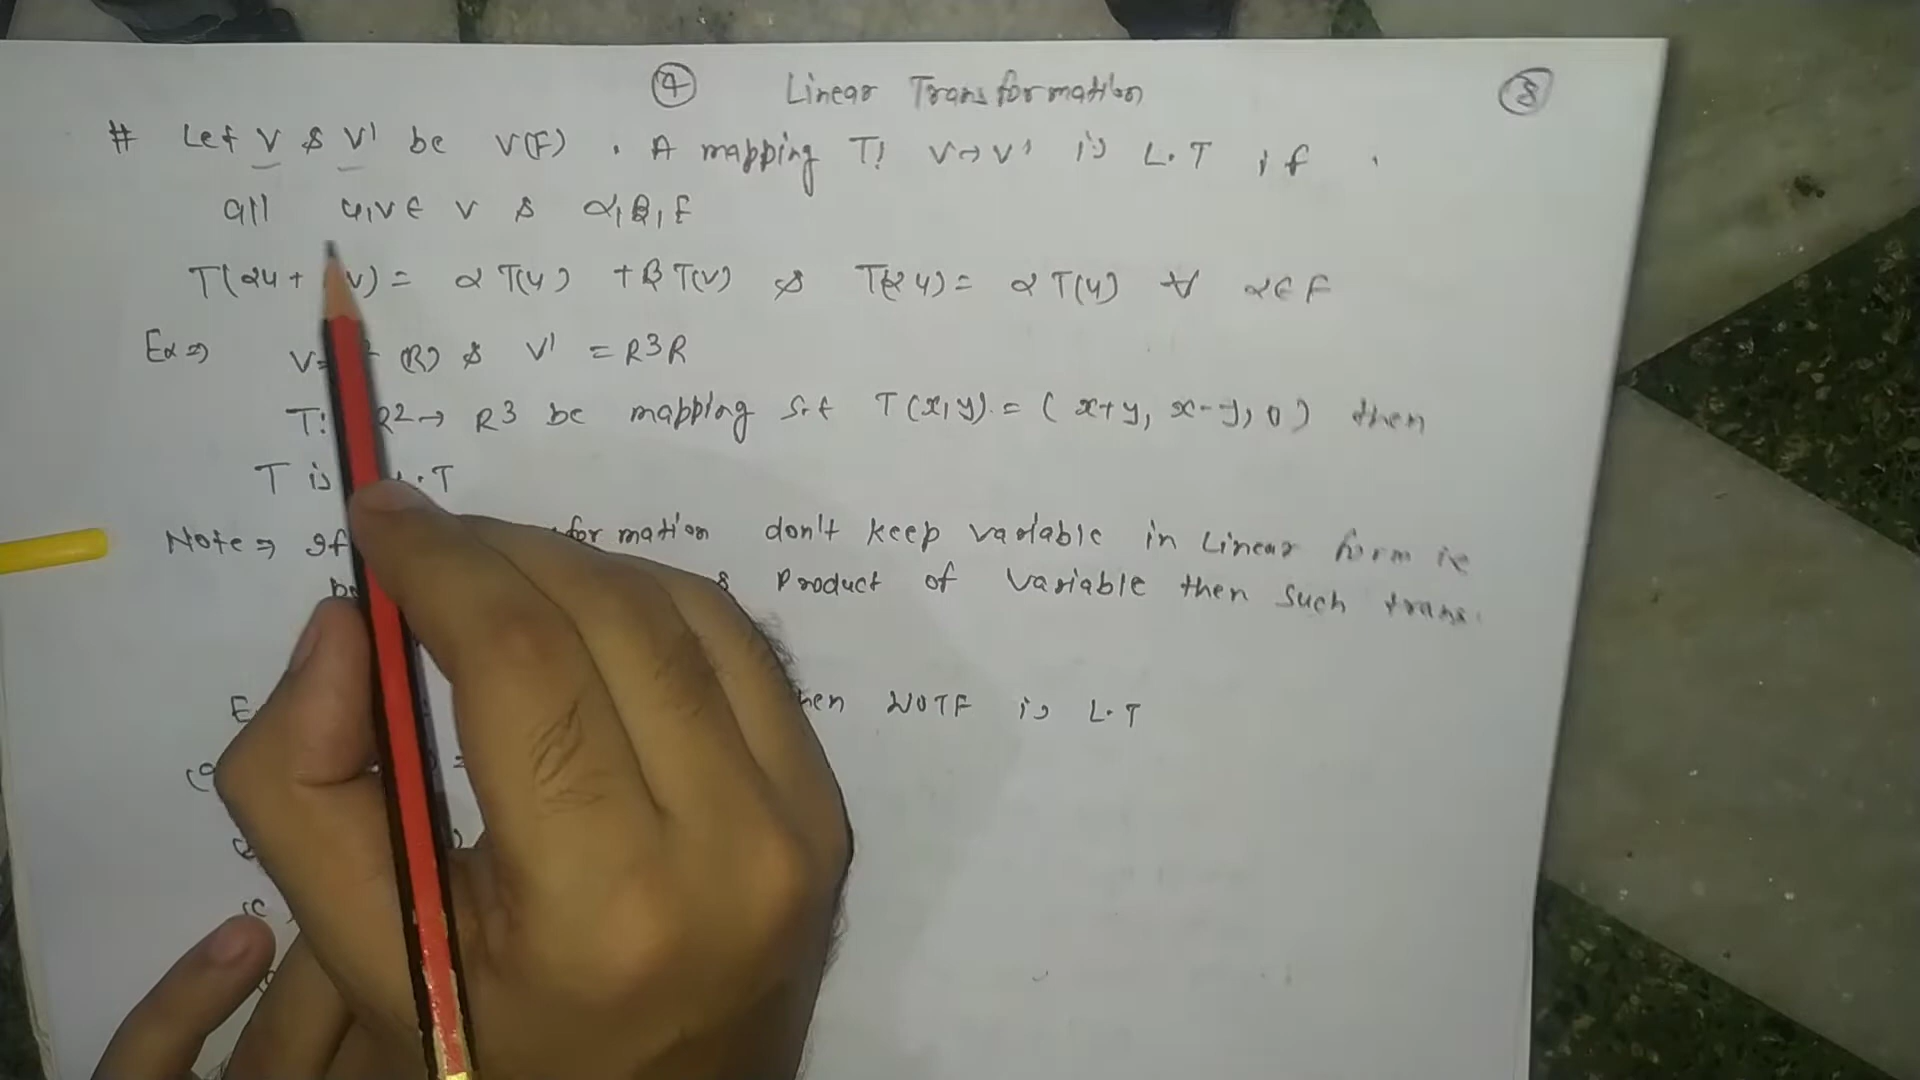 ④ Linear Transformation ⑧
# Let V & V' be V(F) . A mapping T: V→V' is L.T if
all u,v ∈ V & α,β, F
T(αu + v) = α T(u) + β T(v) & T(αu) = α T(u) ∀ α∈F
Ex ⇒ V= (R) & V' = R³R
T: R² → R³ be mapping s.t T(x,y) = (x+y, x-y, 0) then
T is L.T
Note ⇒ If formation don't keep variable in Linear form ie
& Product of Variable then such trans.
then NOTF is L.T
(a =
(c